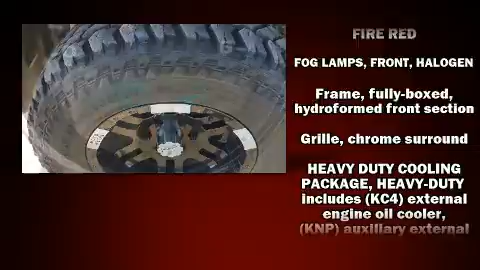 FIRE RED
FOG LAMPS, FRONT, HALOGEN
Frame, fully-boxed,
hydroformed front section
Grille, chrome surround
HEAVY DUTY COOLING
PACKAGE, HEAVY-DUTY
includes (KC4) external
engine oil cooler,
(KNP) auxiliary external